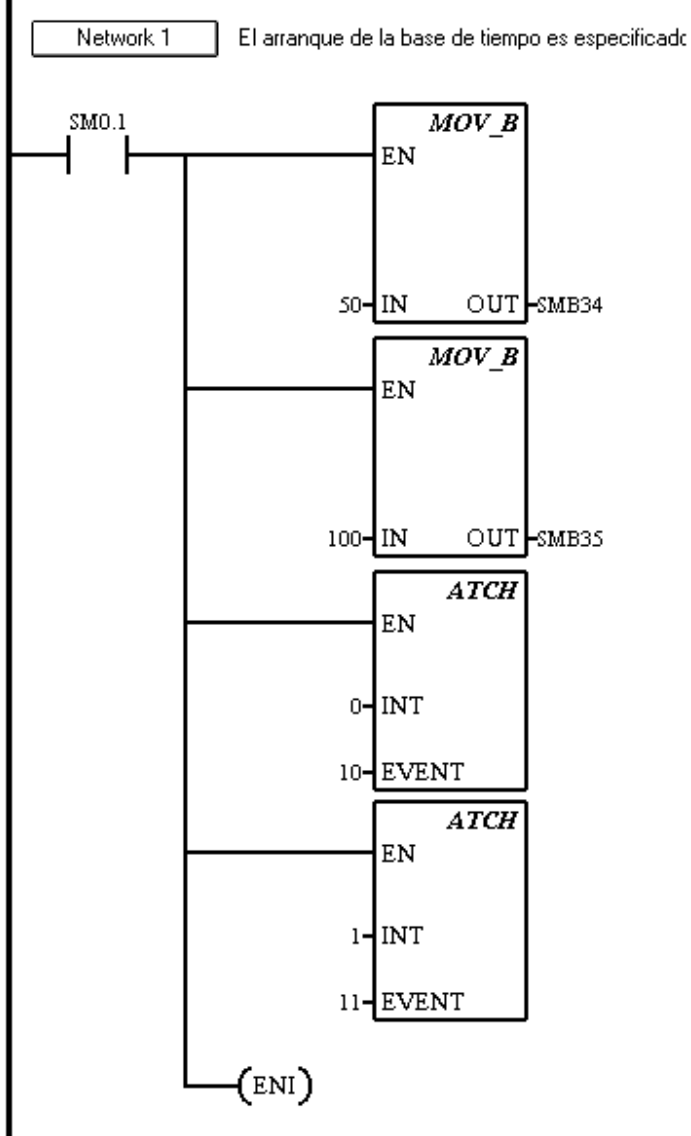 Network 1 El arranque de la base de tiempo es especificado
SM0.1
MOV_B
EN
50 IN OUT SMB34
MOV_B
EN
100 IN OUT SMB35
ATCH
EN
0 INT
10 EVENT
ATCH
EN
1 INT
11 EVENT
(ENI)